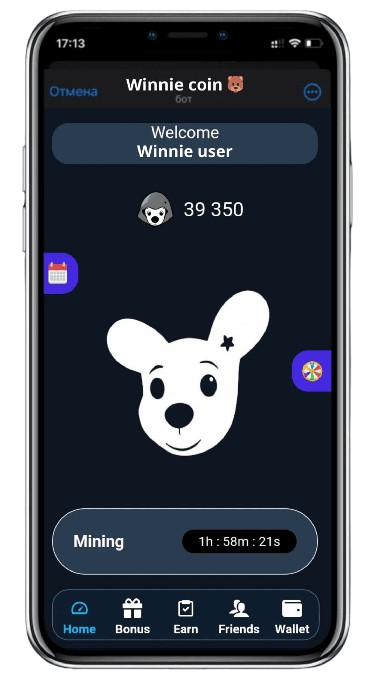 17:13
Отмена
Winnie coin 🐻
бот
Welcome
Winnie user
39 350
Mining
1h : 58m : 21s
Home
Bonus
Earn
Friends
Wallet